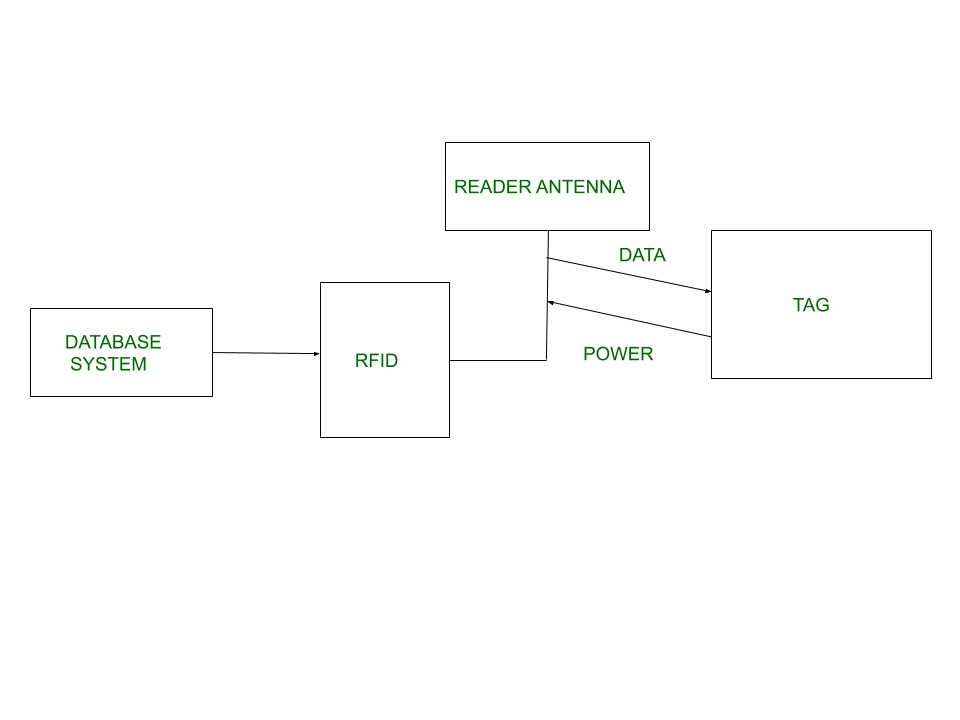 READER ANTENNA
DATA
TAG
DATABASE
SYSTEM
RFID
POWER